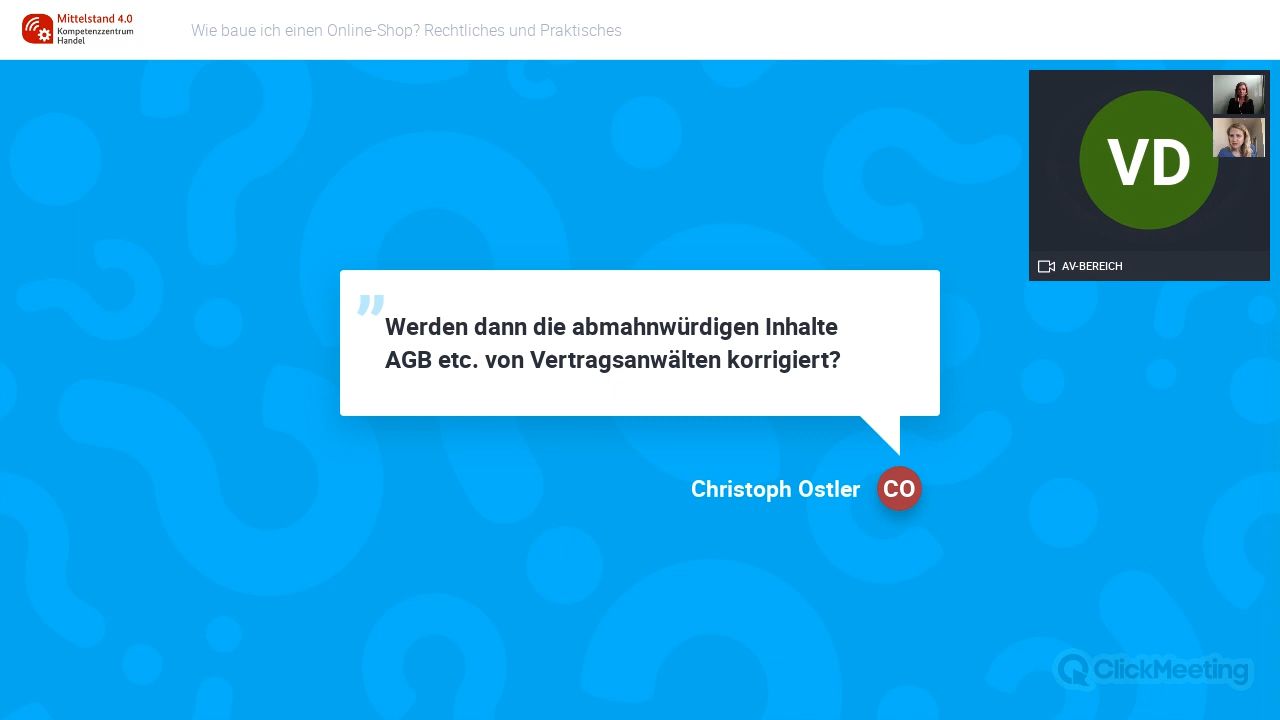 Mittelstand 4.0
Kompetenzzentrum
Handel
Wie baue ich einen Online-Shop? Rechtliches und Praktisches
VD
AV-BEREICH
”
Werden dann die abmahnwürdigen Inhalte
AGB etc. von Vertragsanwälten korrigiert?
Christoph Ostler
CO
ClickMeeting